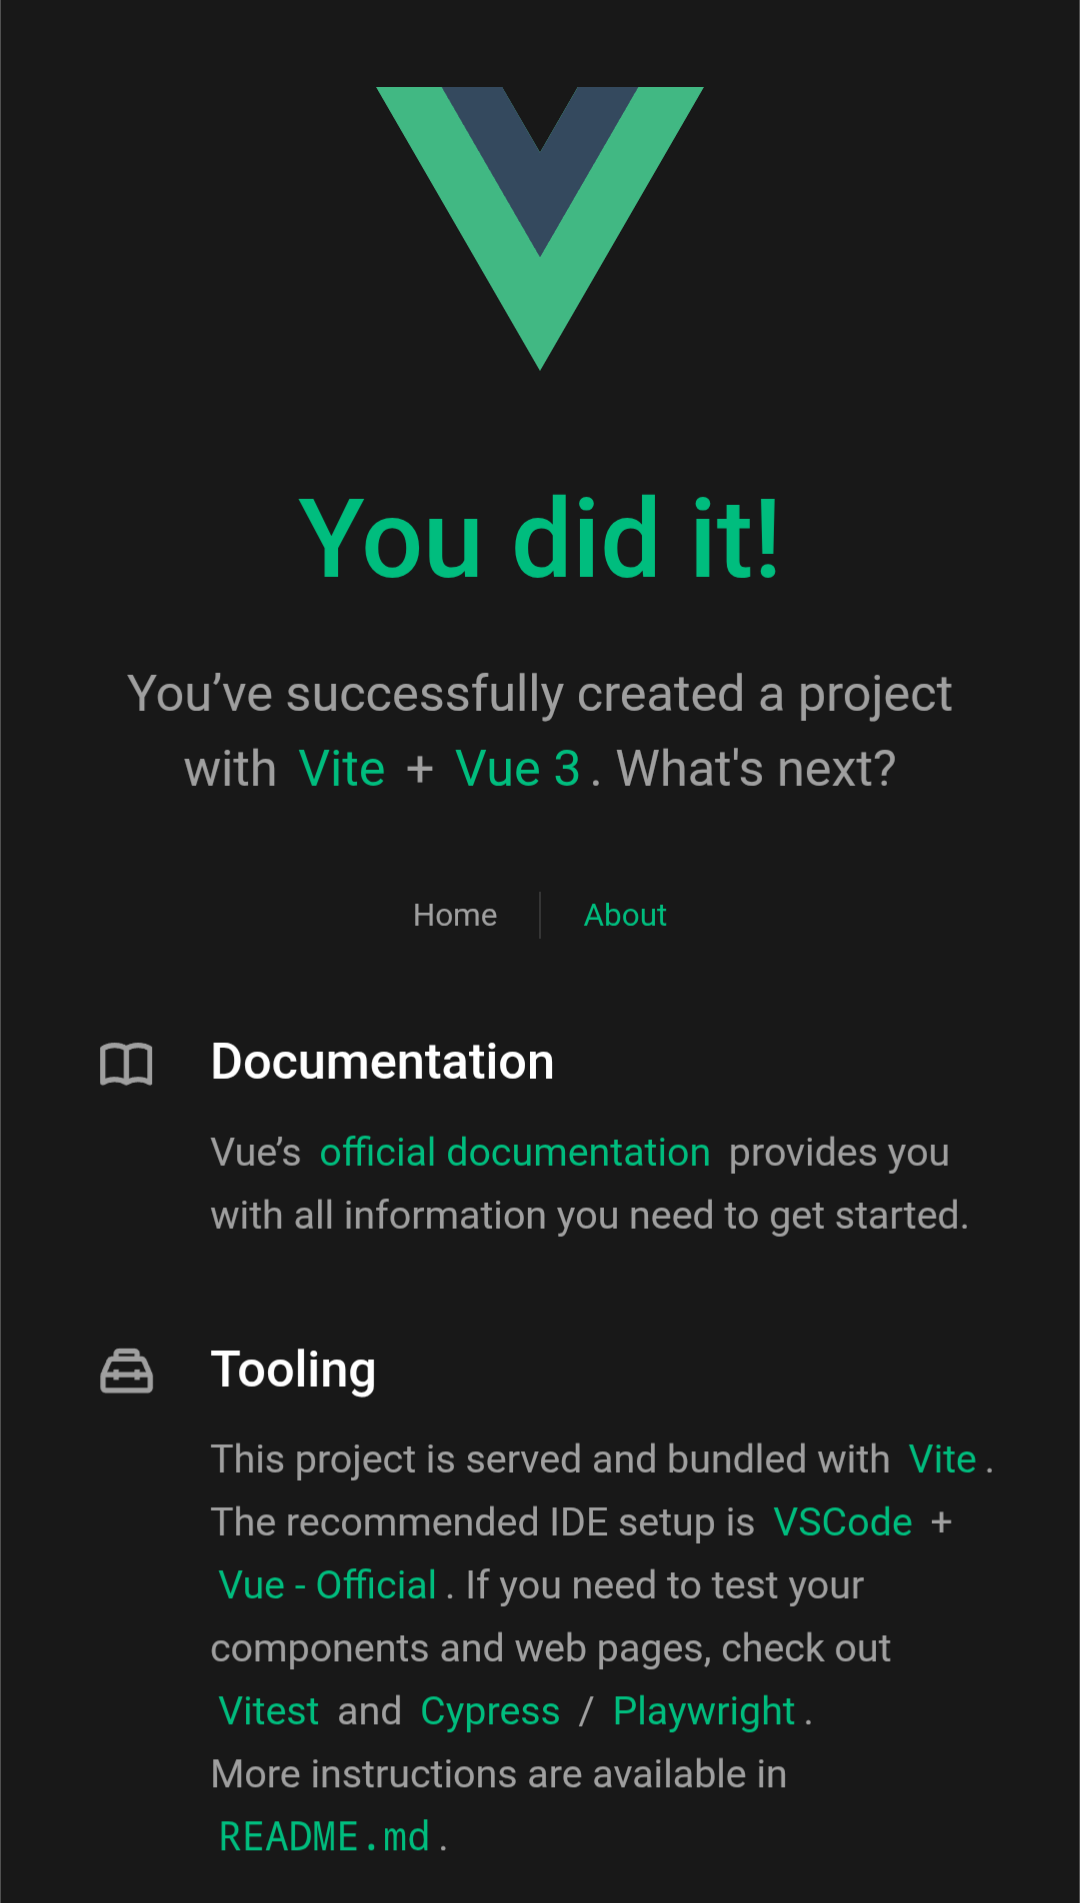 You did it!
You’ve successfully created a project
with Vite + Vue 3. What's next?
Home About
Documentation
Vue’s official documentation provides you
with all information you need to get started.
Tooling
This project is served and bundled with Vite.
The recommended IDE setup is VSCode +
Vue - Official. If you need to test your
components and web pages, check out
Vitest and Cypress / Playwright.
More instructions are available in
README.md.